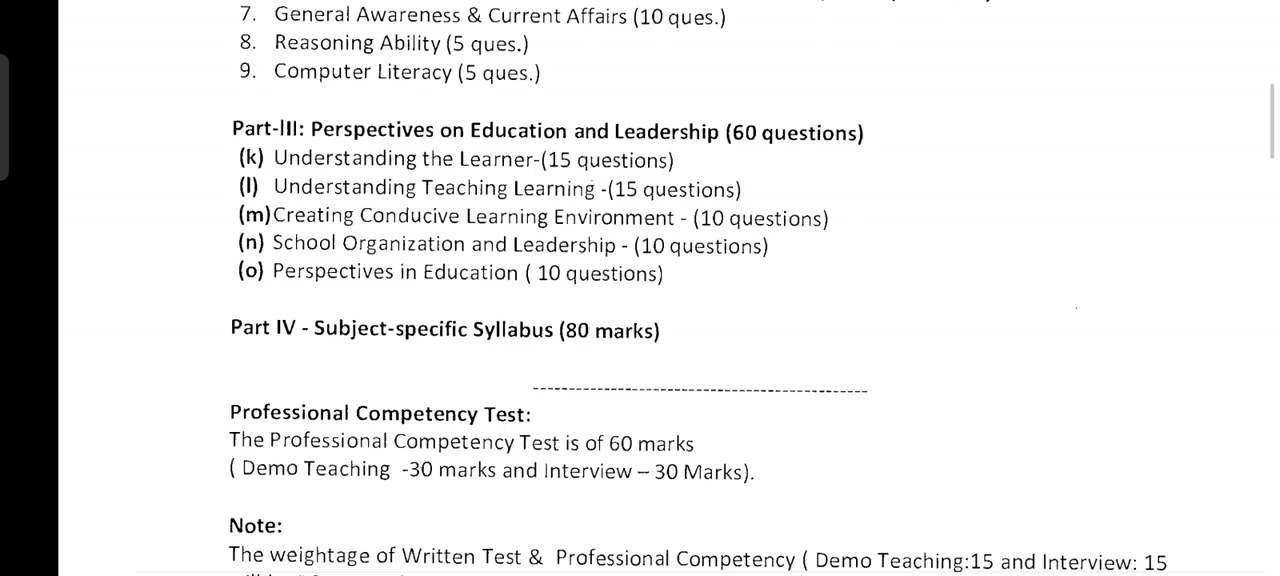 7. General Awareness & Current Affairs (10 ques.)
8. Reasoning Ability (5 ques.)
9. Computer Literacy (5 ques.)
Part-III: Perspectives on Education and Leadership (60 questions)
(k) Understanding the Learner-(15 questions)
(l) Understanding Teaching Learning -(15 questions)
(m)Creating Conducive Learning Environment - (10 questions)
(n) School Organization and Leadership - (10 questions)
(o) Perspectives in Education ( 10 questions)
Part IV - Subject-specific Syllabus (80 marks)
-----------------------------------------------
Professional Competency Test:
The Professional Competency Test is of 60 marks
( Demo Teaching -30 marks and Interview – 30 Marks).
Note:
The weightage of Written Test & Professional Competency ( Demo Teaching:15 and Interview: 15